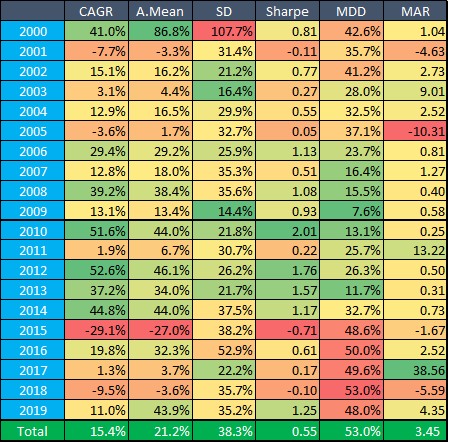 CAGR A.Mean SD Sharpe MDD MAR
2000 41.0% 86.8% 107.7% 0.81 42.6% 1.04
2001 -7.7% -3.3% 31.4% -0.11 35.7% -4.63
2002 15.1% 16.2% 21.2% 0.77 41.2% 2.73
2003 3.1% 4.4% 16.4% 0.27 28.0% 9.01
2004 12.9% 16.5% 29.9% 0.55 32.5% 2.52
2005 -3.6% 1.7% 32.7% 0.05 37.1% -10.31
2006 29.4% 29.2% 25.9% 1.13 23.7% 0.81
2007 12.8% 18.0% 35.3% 0.51 16.4% 1.27
2008 39.2% 38.4% 35.6% 1.08 15.5% 0.40
2009 13.1% 13.4% 14.4% 0.93 7.6% 0.58
2010 51.6% 44.0% 21.8% 2.01 13.1% 0.25
2011 1.9% 6.7% 30.7% 0.22 25.7% 13.22
2012 52.6% 46.1% 26.2% 1.76 26.3% 0.50
2013 37.2% 34.0% 21.7% 1.57 11.7% 0.31
2014 44.8% 44.0% 37.5% 1.17 32.7% 0.73
2015 -29.1% -27.0% 38.2% -0.71 48.6% -1.67
2016 19.8% 32.3% 52.9% 0.61 50.0% 2.52
2017 1.3% 3.7% 22.2% 0.17 49.6% 38.56
2018 -9.5% -3.6% 35.7% -0.10 53.0% -5.59
2019 11.0% 43.9% 35.2% 1.25 48.0% 4.35
Total 15.4% 21.2% 38.3% 0.55 53.0% 3.45